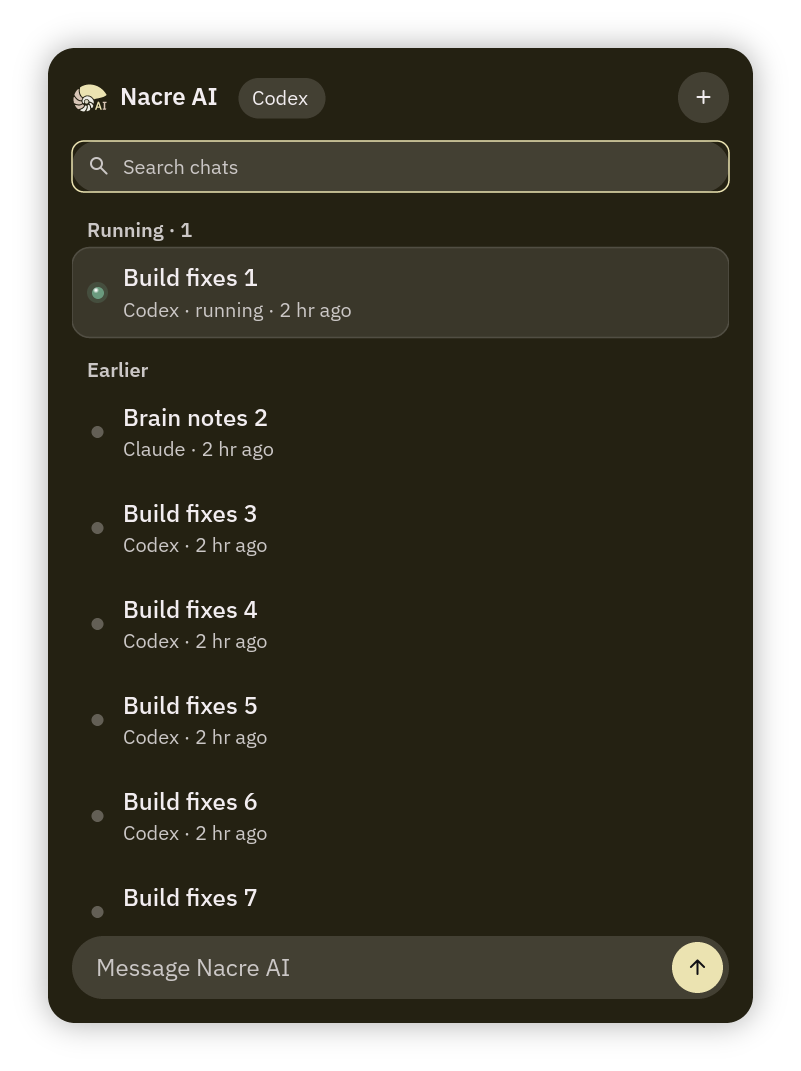 AI
Nacre AI
Codex
+
Search chats
Running · 1
Build fixes 1
Codex · running · 2 hr ago
Earlier
Brain notes 2
Claude · 2 hr ago
Build fixes 3
Codex · 2 hr ago
Build fixes 4
Codex · 2 hr ago
Build fixes 5
Codex · 2 hr ago
Build fixes 6
Codex · 2 hr ago
Build fixes 7
Message Nacre AI